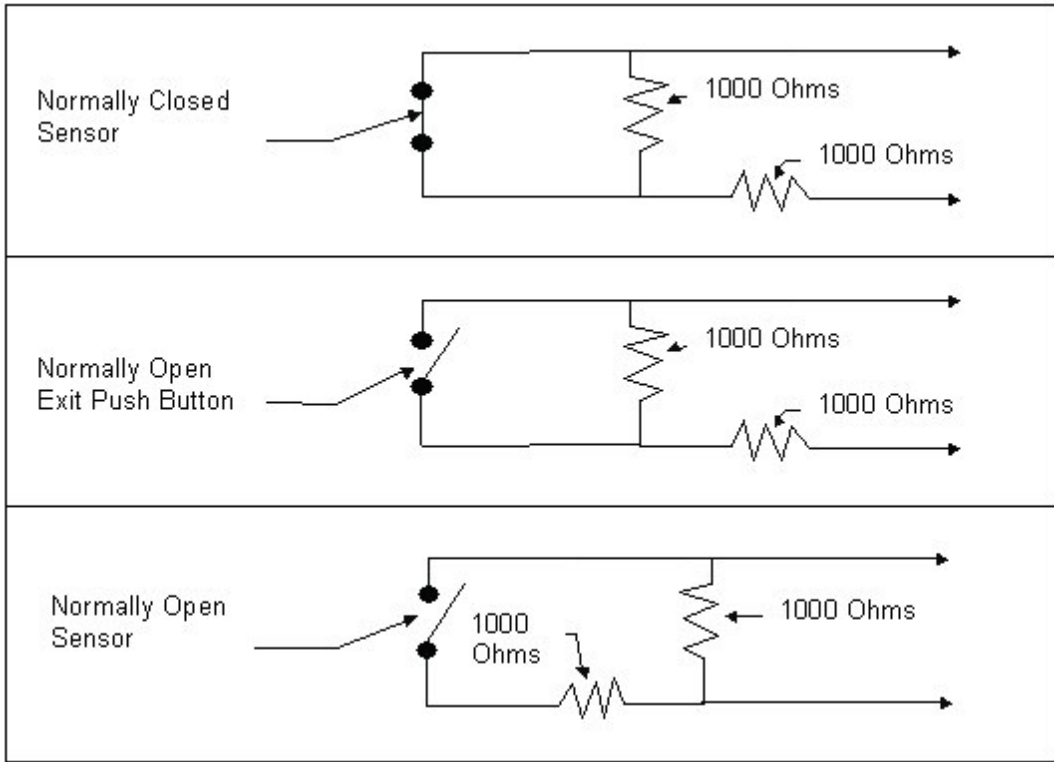 Normally Closed
Sensor
1000 Ohms
1000 Ohms
Normally Open
Exit Push Button
1000 Ohms
1000 Ohms
Normally Open
Sensor
1000
Ohms
1000 Ohms